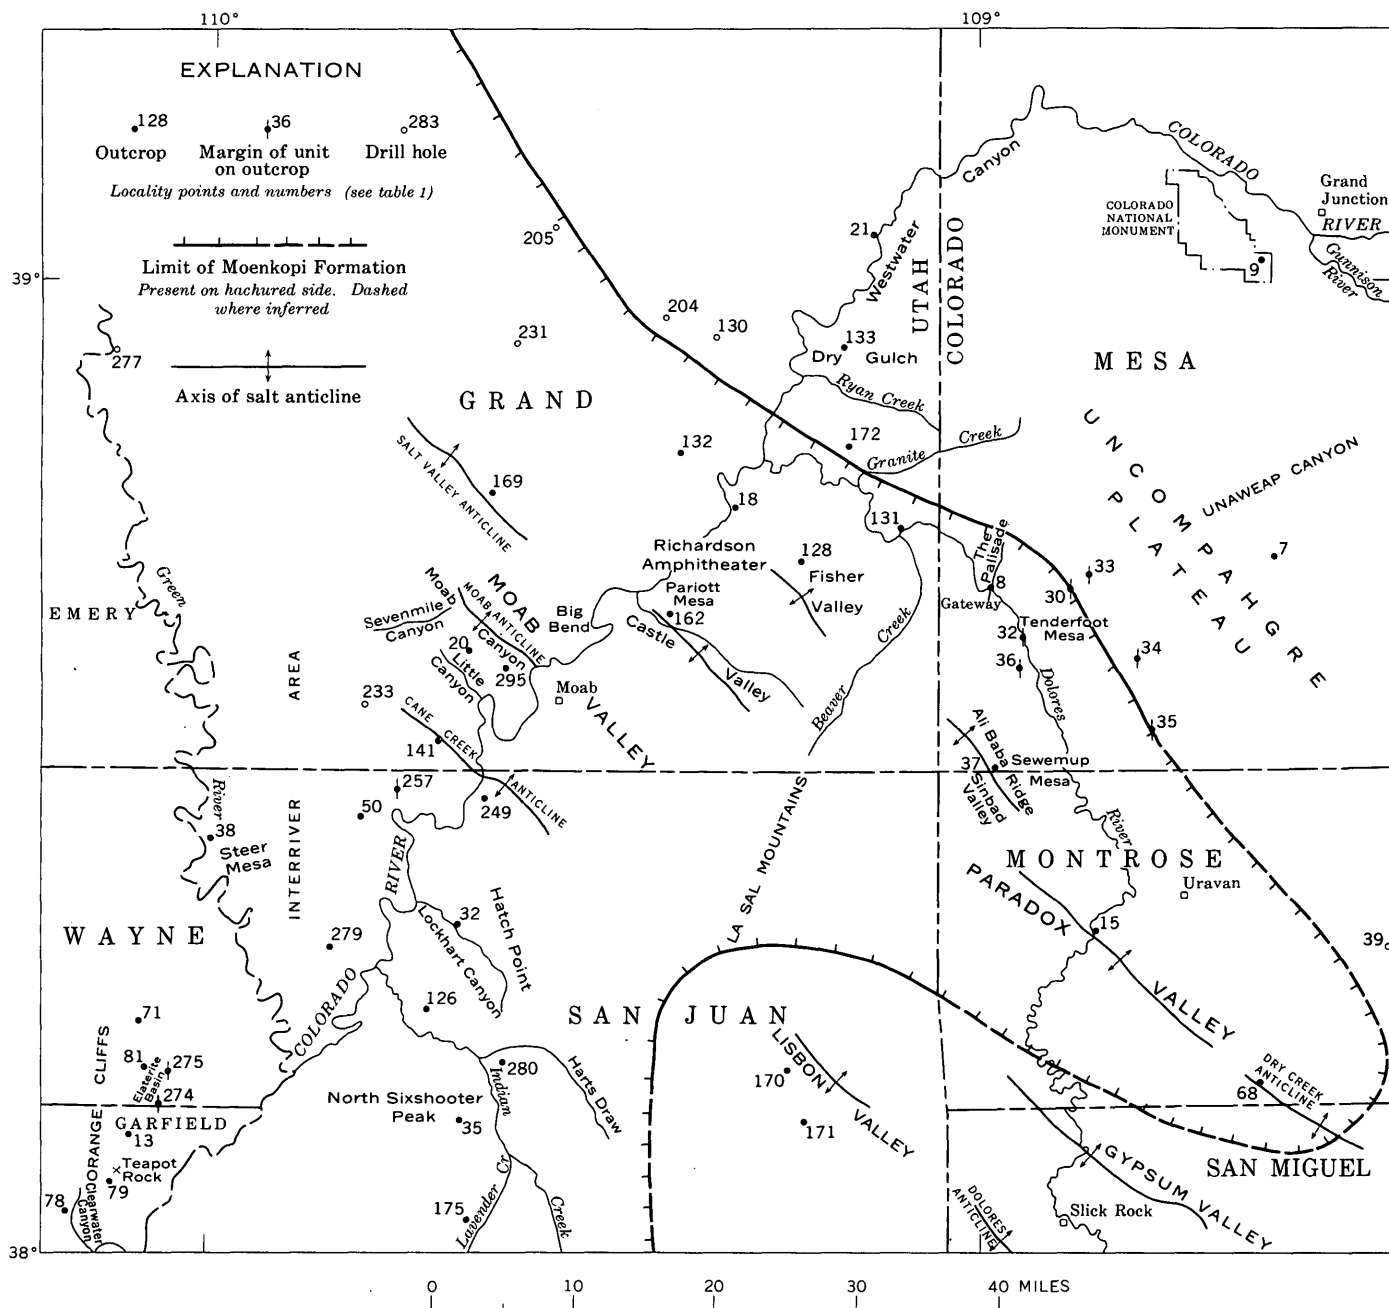 110°
109°
EXPLANATION
128
36
283
Outcrop
Margin of unit
on outcrop
Drill hole
Locality points and numbers (see table 1)
Limit of Moenkopi Formation
Present on hachured side. Dashed
where inferred
Axis of salt anticline
39°
277
205
204
130
231
GRAND
21
Westwater
Canyon
UTAH
COLORADO
COLORADO
RIVER
COLORADO
NATIONAL
MONUMENT
9
Grand
Junction
Gunnison
River
133
Dry Gulch
Ryan Creek
MESA
172
Granite
Creek
UNCOMPAHGRE
PLATEAU
UNAWEAP CANYON
7
132
169
SALT VALLEY ANTICLINE
18
131
Richardson
Amphitheater
128
Fisher
Valley
Pariott
Mesa
162
Castle
Valley
Beaver
Creek
The Palisade
8
Gateway
33
30
32
Tenderfoot
Mesa
36
34
35
Dolores
River
EMERY
Green
River
Sevenmile
Canyon
Moab
Canyon
MOAB ANTICLINE
MOAB
VALLEY
Big
Bend
20
Little
Canyon
295
Moab
AREA
INTERRIVER
233
CANE
CREEK
ANTICLINE
141
257
249
50
38
Steer
Mesa
37
Ali Baba
Ridge
Sinbad
Valley
Sewemup
Mesa
LA SAL MOUNTAINS
MONTROSE
Uravan
PARADOX
VALLEY
15
39
WAYNE
279
COLORADO
RIVER
32
Lockhart Canyon
Hatch Point
126
SAN JUAN
71
81
275
Elaterite
Basin
274
ORANGE CLIFFS
GARFIELD
13
Teapot
Rock
79
78
Clearwater
Canyon
280
Indian
Creek
Harts Draw
North Sixshooter
Peak
35
175
Lavender Cr
LISBON
VALLEY
170
171
DRY CREEK
ANTICLINE
68
SAN MIGUEL
GYPSUM VALLEY
DOLORES
ANTICLINE
Slick Rock
38°
0
10
20
30
40 MILES